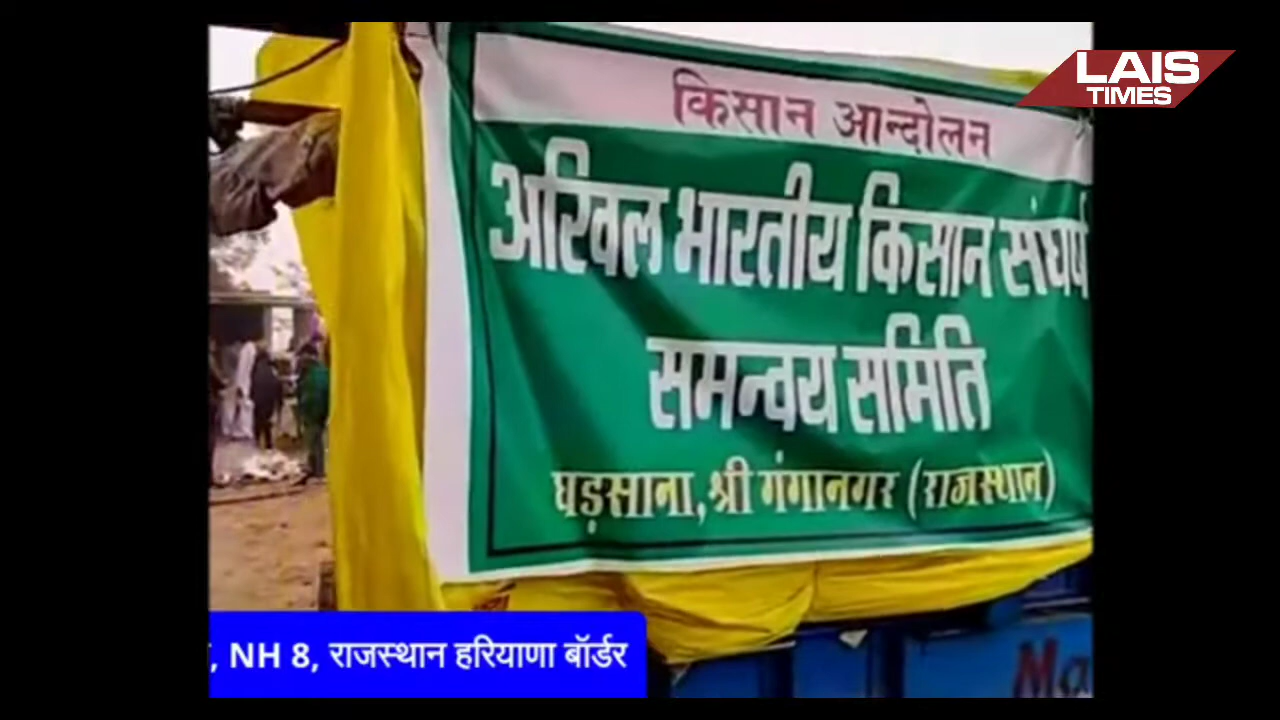 LAIS
TIMES
किसान आन्दोलन
अखिल भारतीय किसान संघर्ष
समन्वय समिति
घड़साना, श्री गंगानगर (राजस्थान)
, NH 8, राजस्थान हरियाणा बॉर्डर